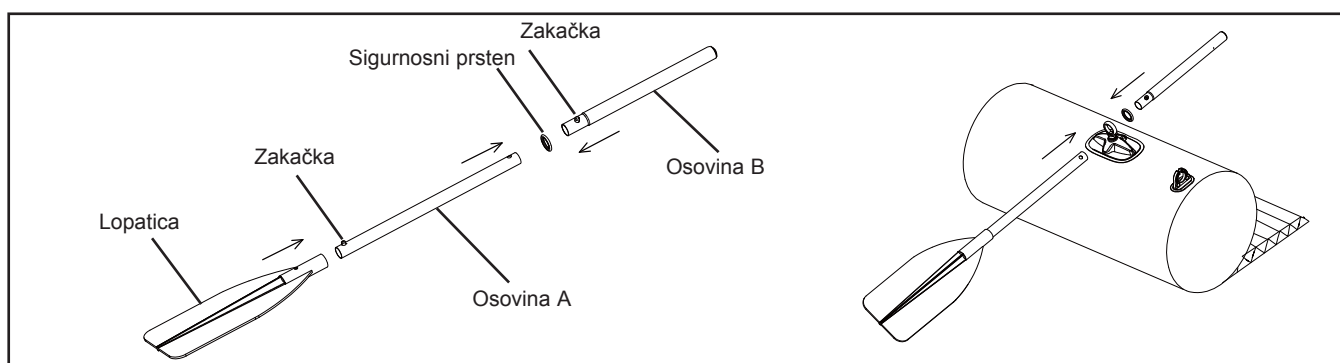 Zakačka
Sigurnosni prsten
Zakačka
Osovina B
Lopatica
Osovina A